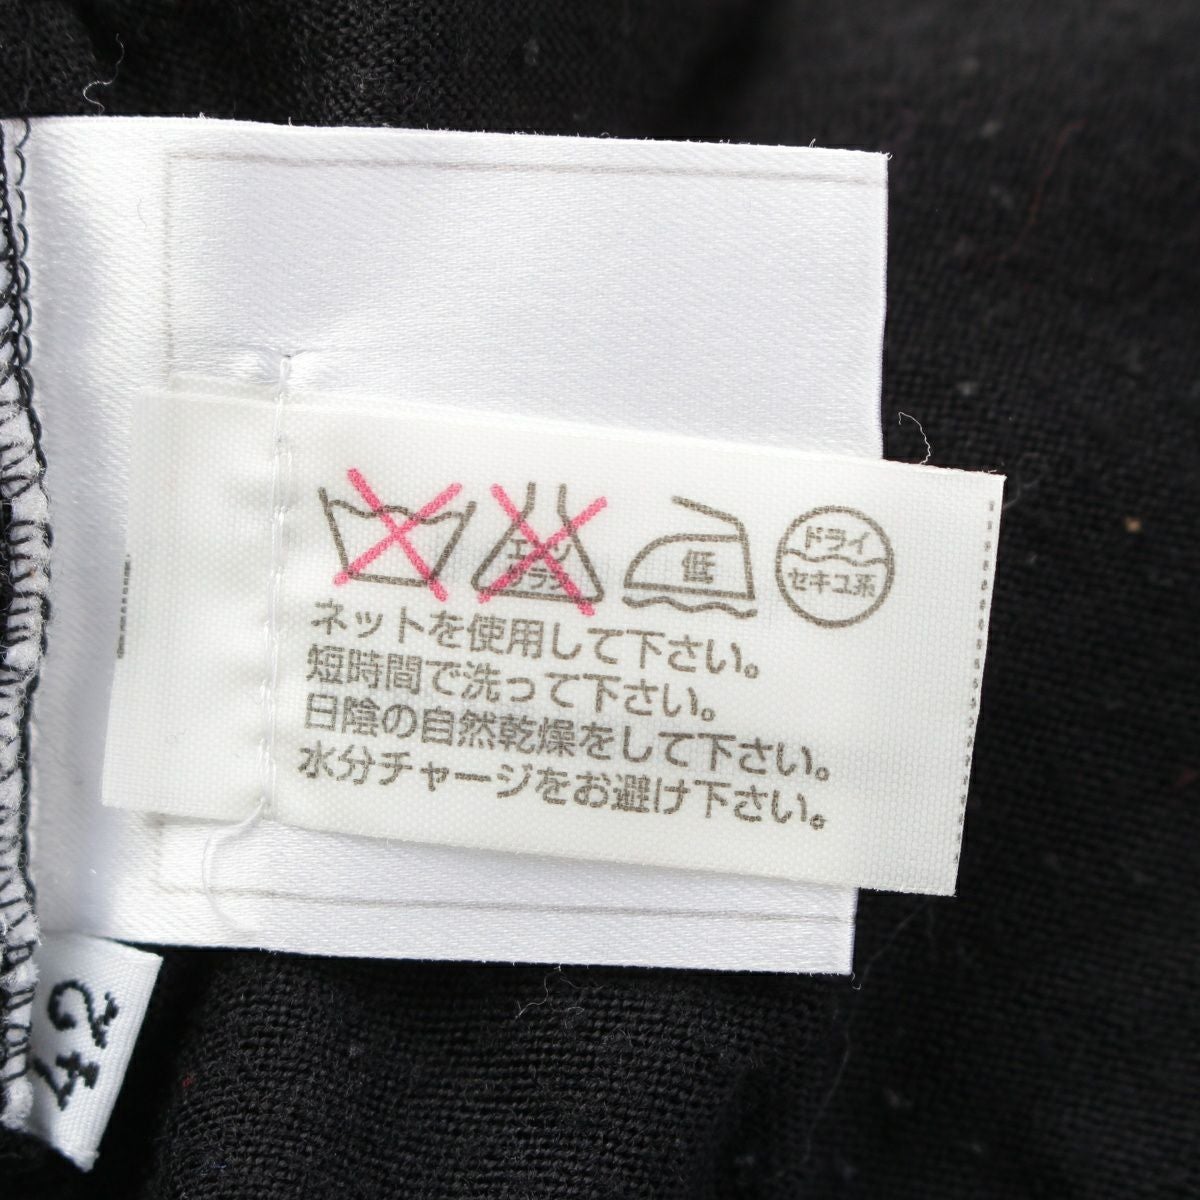 エンソ
サラシ
低
ドライ
セキユ系
ネットを使用して下さい。
短時間で洗って下さい。
日陰の自然乾燥をして下さい。
水分チャージをお避け下さい。
42